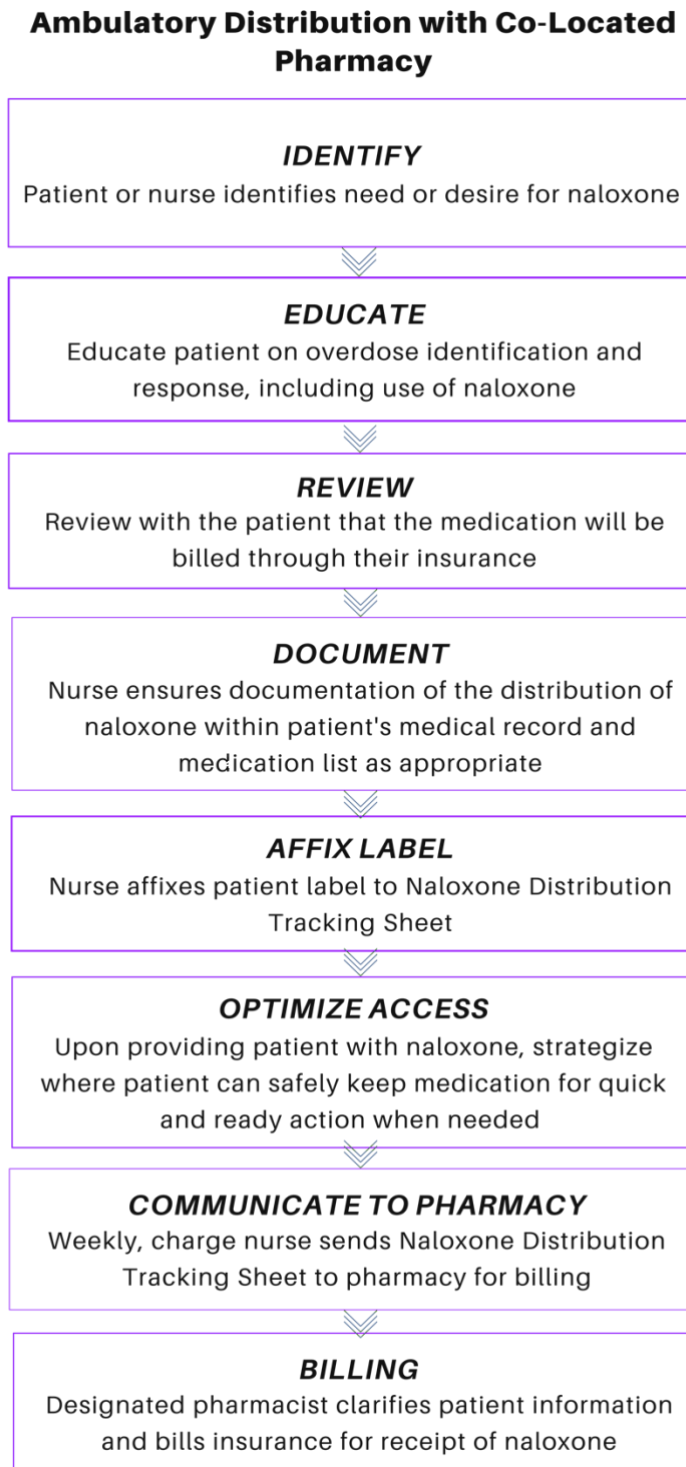 Ambulatory Distribution with Co-Located
Pharmacy
IDENTIFY
Patient or nurse identifies need or desire for naloxone
EDUCATE
Educate patient on overdose identification and
response, including use of naloxone
REVIEW
Review with the patient that the medication will be
billed through their insurance
DOCUMENT
Nurse ensures documentation of the distribution of
naloxone within patient's medical record and
medication list as appropriate
AFFIX LABEL
Nurse affixes patient label to Naloxone Distribution
Tracking Sheet
OPTIMIZE ACCESS
Upon providing patient with naloxone, strategize
where patient can safely keep medication for quick
and ready action when needed
COMMUNICATE TO PHARMACY
Weekly, charge nurse sends Naloxone Distribution
Tracking Sheet to pharmacy for billing
BILLING
Designated pharmacist clarifies patient information
and bills insurance for receipt of naloxone